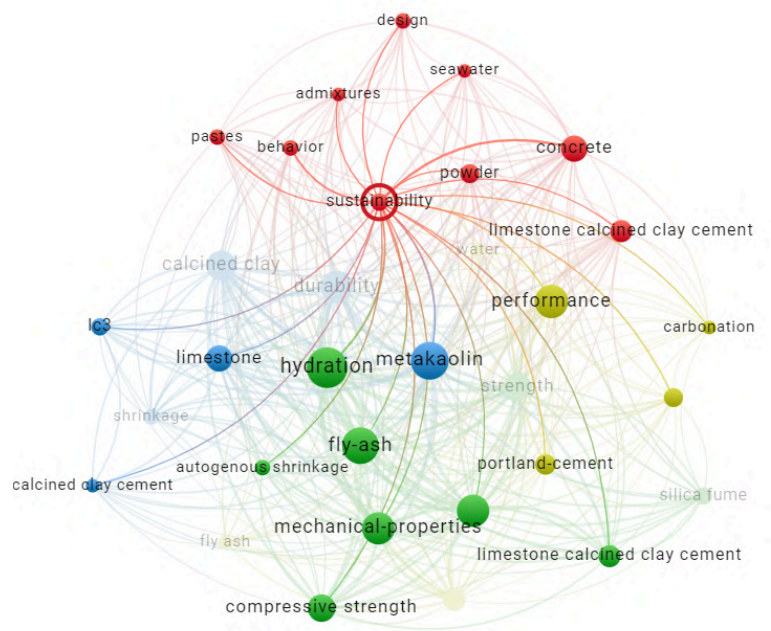 design
seawater
admixtures
pastes
behavior
concrete
powder
sustainability
limestone calcined clay cement
water
calcined clay
durability
performance
lc3
carbonation
limestone
hydration
metakaolin
strength
shrinkage
fly-ash
portland-cement
autogenous shrinkage
calcined clay cement
silica fume
mechanical-properties
fly ash
limestone calcined clay cement
compressive strength